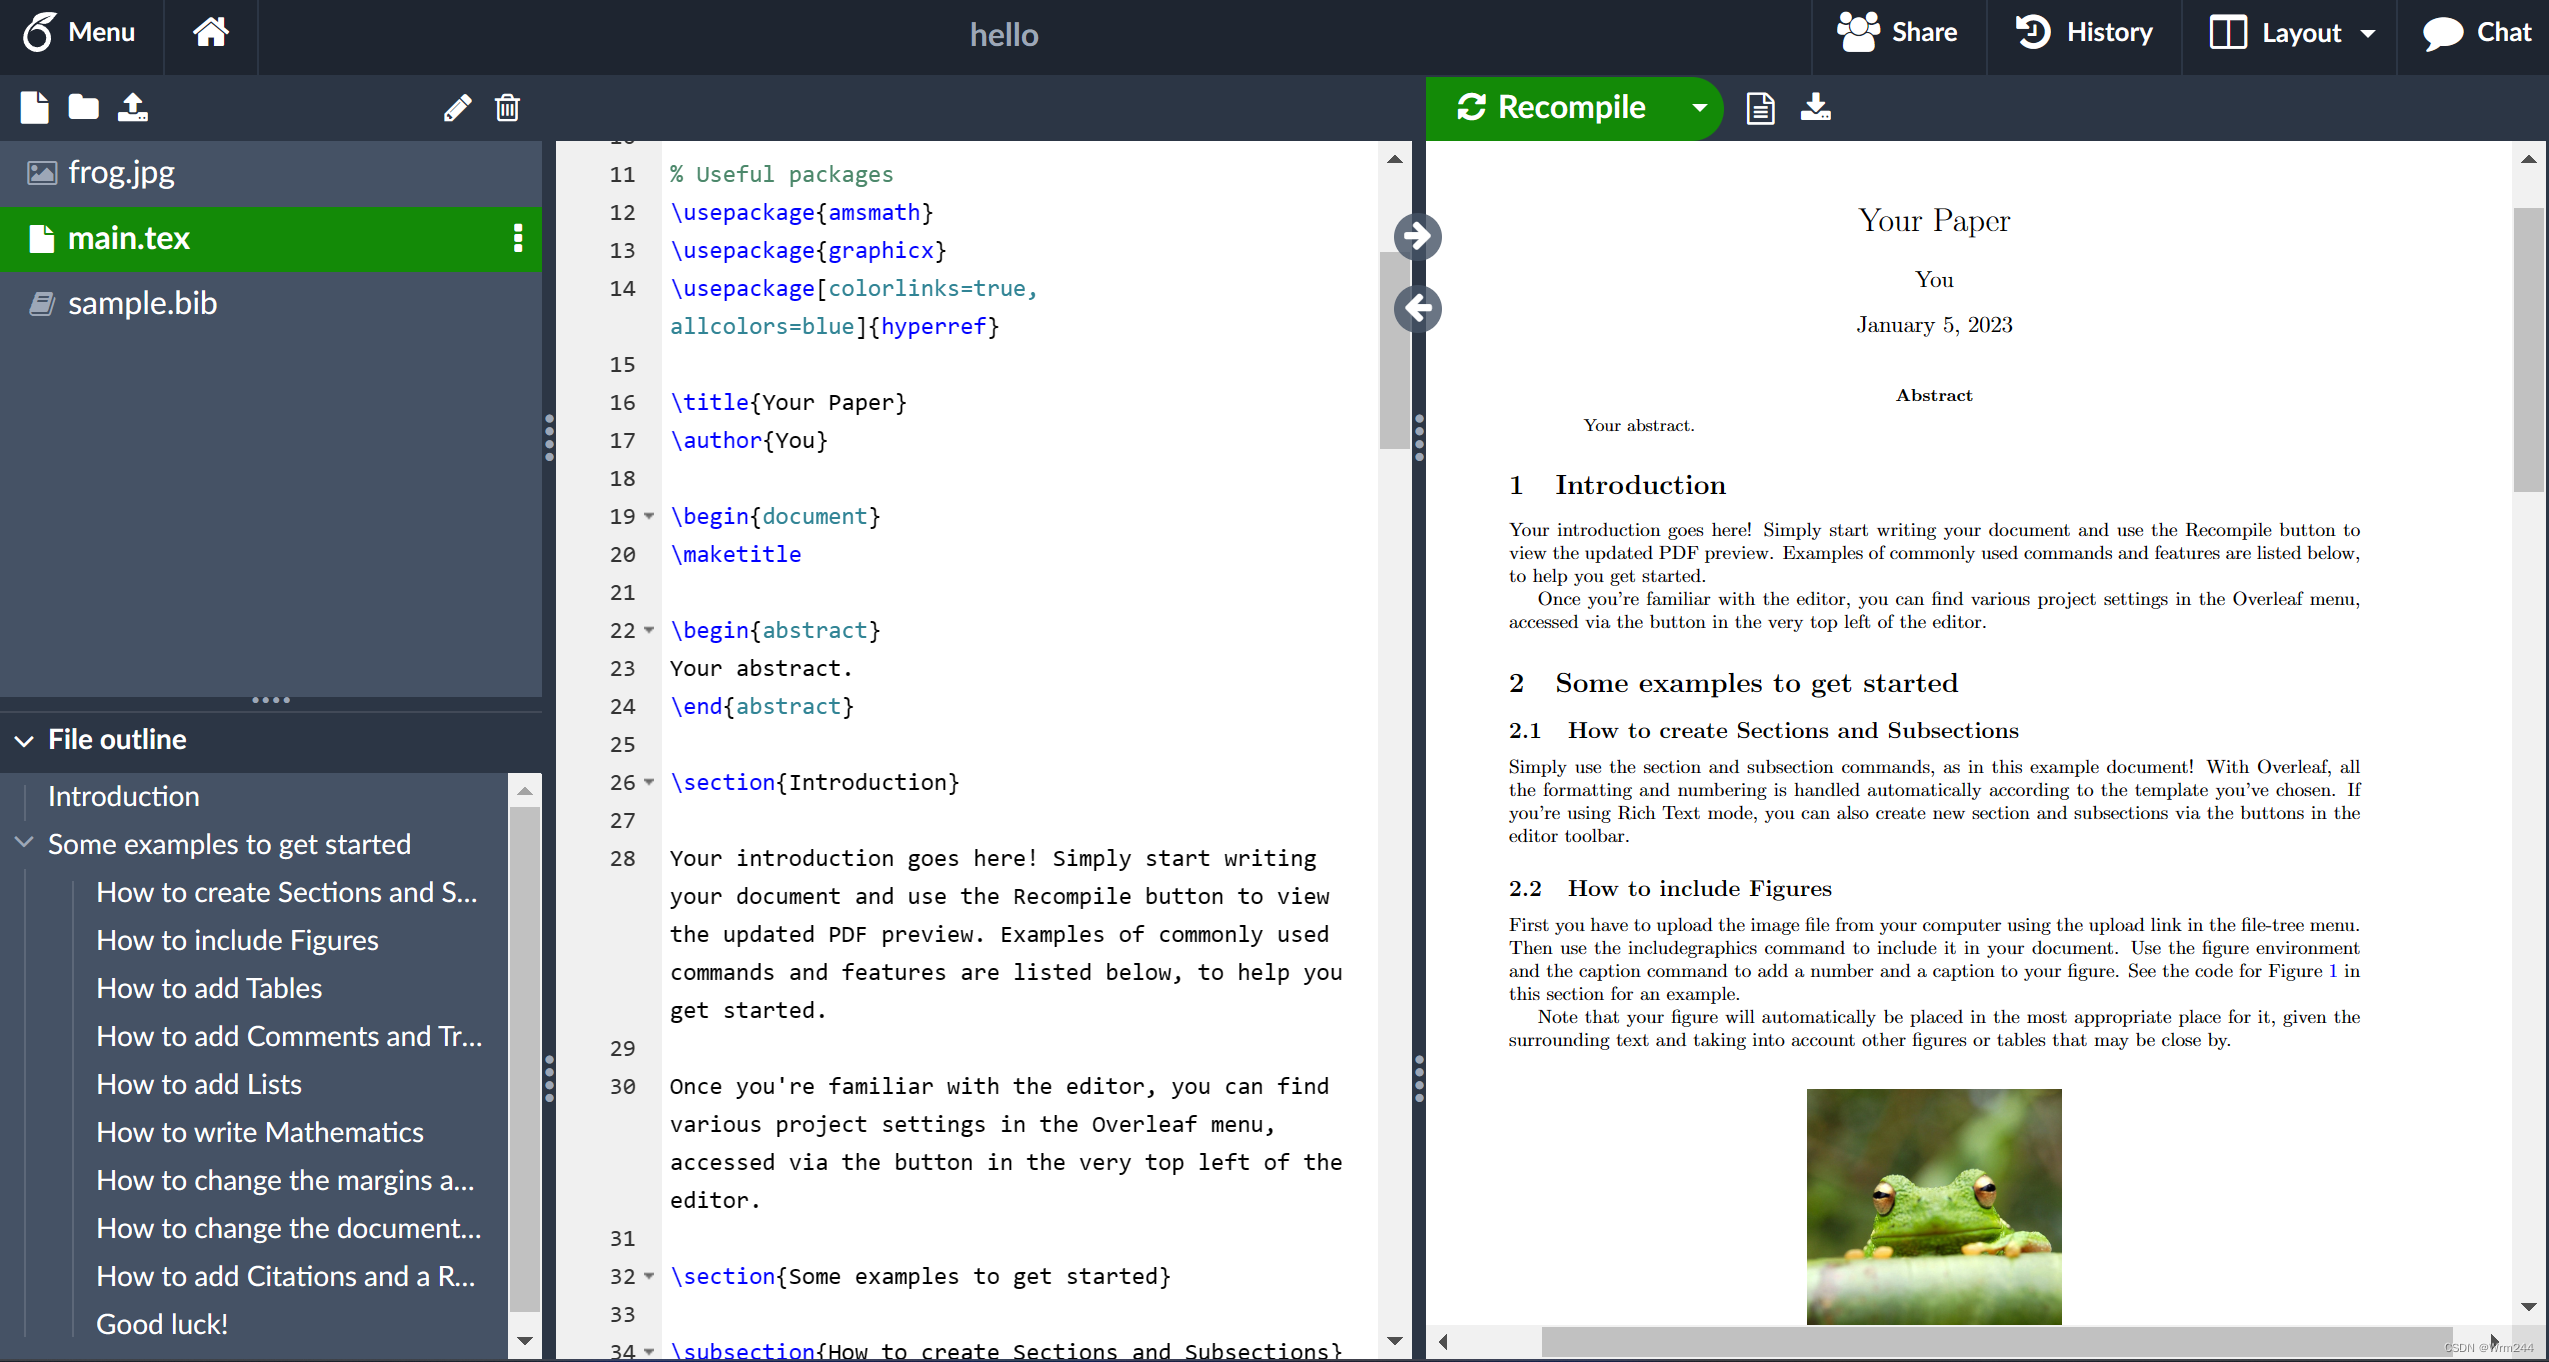 Menu
hello
Share
History
Layout
Chat
Recompile
frog.jpg
main.tex
sample.bib
File outline
Introduction
Some examples to get started
How to create Sections and S...
How to include Figures
How to add Tables
How to add Comments and Tr...
How to add Lists
How to write Mathematics
How to change the margins a...
How to change the document...
How to add Citations and a R...
Good luck!
11 % Useful packages
12 \usepackage{amsmath}
13 \usepackage{graphicx}
14 \usepackage[colorlinks=true,
allcolors=blue]{hyperref}
15
16 \title{Your Paper}
17 \author{You}
18
19 \begin{document}
20 \maketitle
21
22 \begin{abstract}
23 Your abstract.
24 \end{abstract}
25
26 \section{Introduction}
27
28 Your introduction goes here! Simply start writing
your document and use the Recompile button to view
the updated PDF preview. Examples of commonly used
commands and features are listed below, to help you
get started.
29
30 Once you're familiar with the editor, you can find
various project settings in the Overleaf menu,
accessed via the button in the very top left of the
editor.
31
32 \section{Some examples to get started}
33
34 \subsection{How to create Sections and Subsections}
Your Paper
You
January 5, 2023
Abstract
Your abstract.
1 Introduction
Your introduction goes here! Simply start writing your document and use the Recompile button to
view the updated PDF preview. Examples of commonly used commands and features are listed below,
to help you get started.
Once you're familiar with the editor, you can find various project settings in the Overleaf menu,
accessed via the button in the very top left of the editor.
2 Some examples to get started
2.1 How to create Sections and Subsections
Simply use the section and subsection commands, as in this example document! With Overleaf, all
the formatting and numbering is handled automatically according to the template you've chosen. If
you're using Rich Text mode, you can also create new section and subsections via the buttons in the
editor toolbar.
2.2 How to include Figures
First you have to upload the image file from your computer using the upload link in the file-tree menu.
Then use the includegraphics command to include it in your document. Use the figure environment
and the caption command to add a number and a caption to your figure. See the code for Figure 1 in
this section for an example.
Note that your figure will automatically be placed in the most appropriate place for it, given the
surrounding text and taking into account other figures or tables that may be close by.